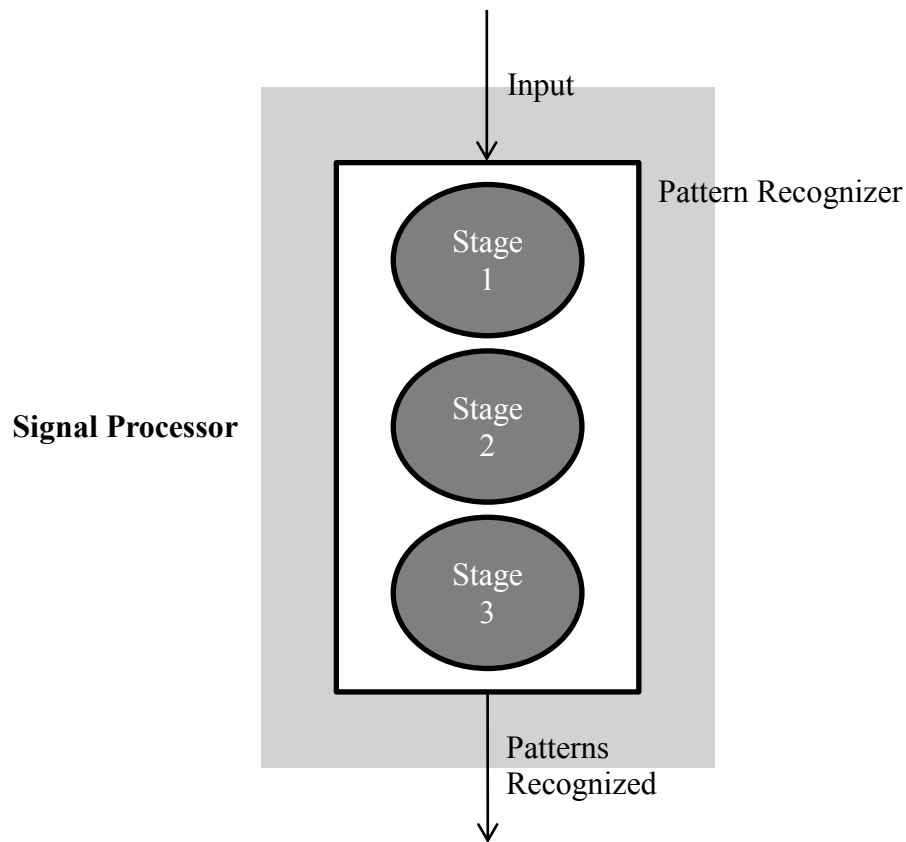 Input
Pattern Recognizer
Stage
1
Stage
2
Signal Processor
Stage
3
Patterns
Recognized